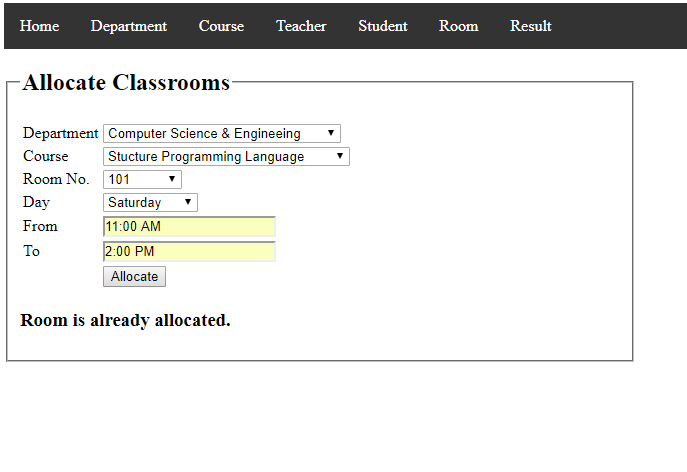 Home Department Course Teacher Student Room Result
Allocate Classrooms
Department Computer Science & Engineeing
Course Stucture Programming Language
Room No. 101
Day Saturday
From 11:00 AM
To 2:00 PM
Allocate
Room is already allocated.